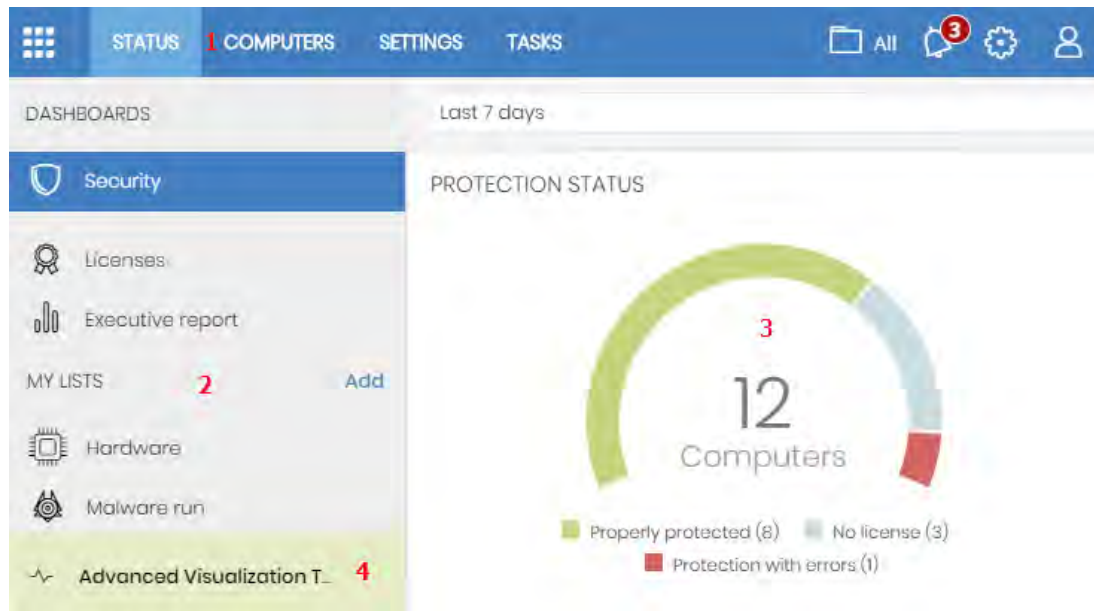 STATUS 1 COMPUTERS SETTINGS TASKS All 3
DASHBOARDS
Last 7 days
Security
PROTECTION STATUS
Licenses
Executive report
MY LISTS 2 Add
Hardware
Malware run
Advanced Visualization T... 4
3
12
Computers
Properly protected (8) No license (3)
Protection with errors (1)